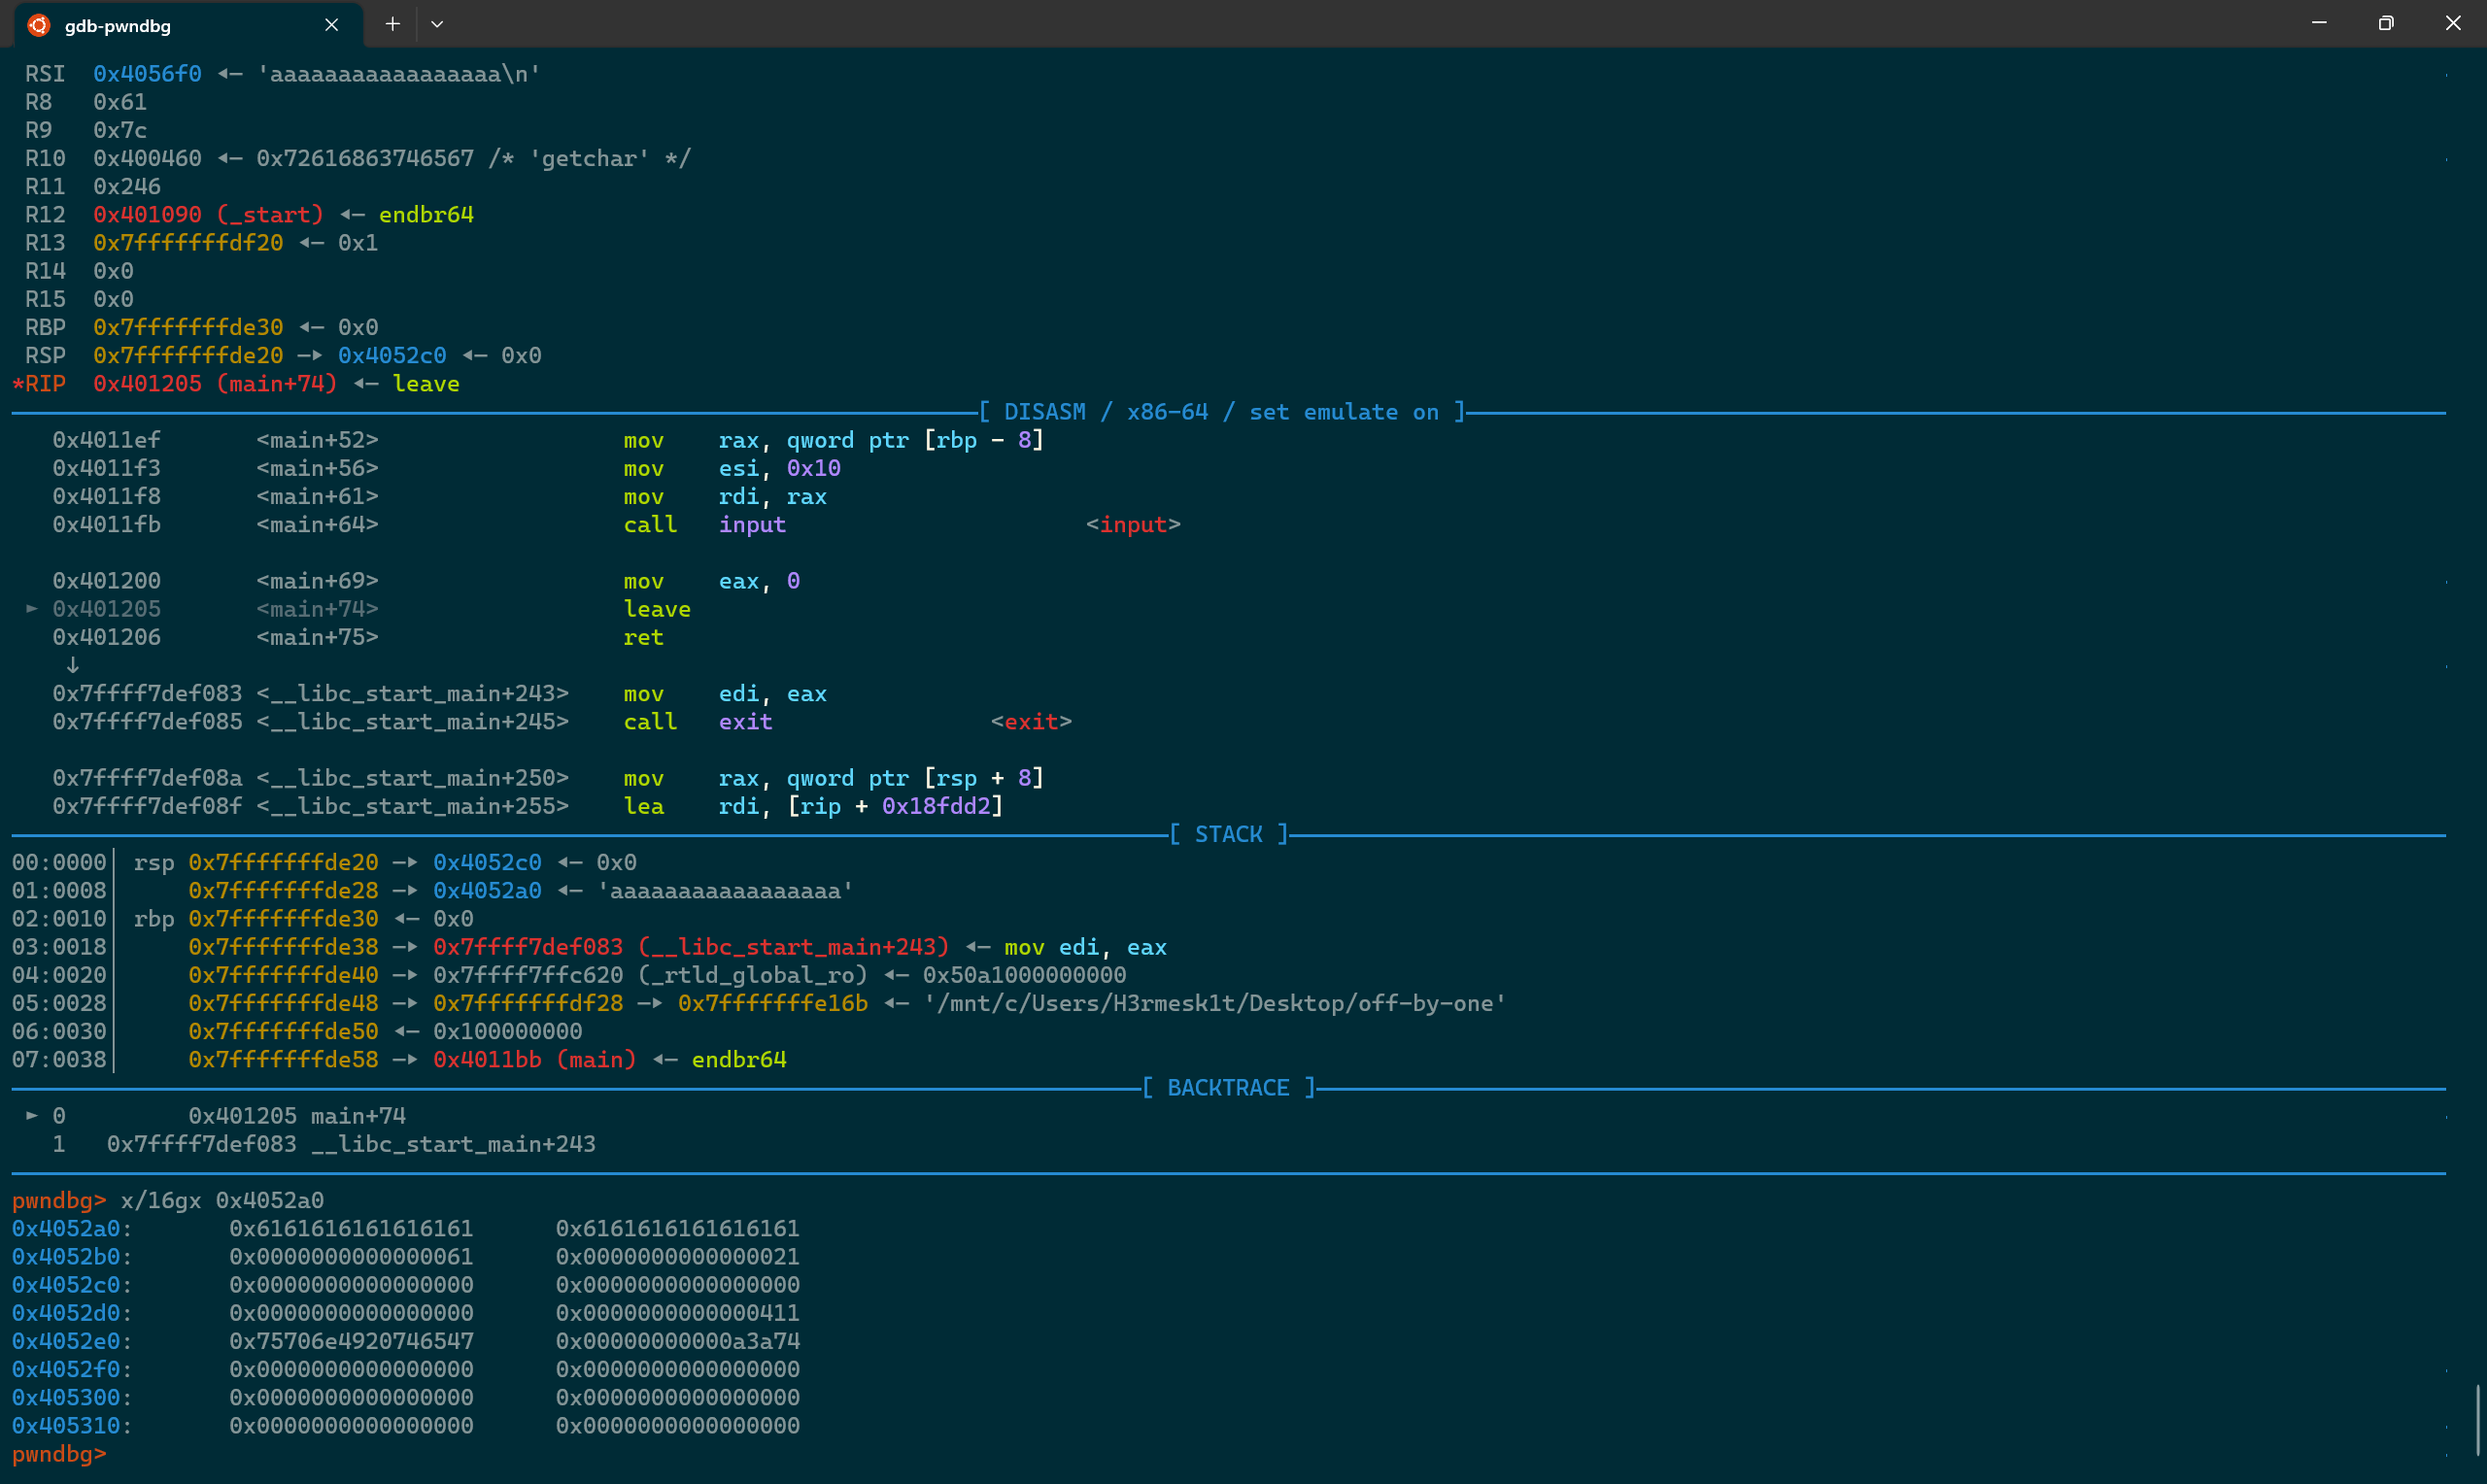 gdb-pwndbg
RSI  0x4056f0 ◂— 'aaaaaaaaaaaaaaaaa\n'
R8   0x61
R9   0x7c
R10  0x400460 ◂— 0x72616863746567 /* 'getchar' */
R11  0x246
R12  0x401090 (_start) ◂— endbr64
R13  0x7fffffffdf20 ◂— 0x1
R14  0x0
R15  0x0
RBP  0x7fffffffde30 ◂— 0x0
RSP  0x7fffffffde20 —▸ 0x4052c0 ◂— 0x0
*RIP  0x401205 (main+74) ◂— leave
[ DISASM / x86-64 / set emulate on ]
0x4011ef       <main+52>                  mov    rax, qword ptr [rbp - 8]
0x4011f3       <main+56>                  mov    esi, 0x10
0x4011f8       <main+61>                  mov    rdi, rax
0x4011fb       <main+64>                  call   input                      <input>
0x401200       <main+69>                  mov    eax, 0
► 0x401205       <main+74>                  leave
0x401206       <main+75>                  ret
↓
0x7ffff7def083 <__libc_start_main+243>    mov    edi, eax
0x7ffff7def085 <__libc_start_main+245>    call   exit                <exit>
0x7ffff7def08a <__libc_start_main+250>    mov    rax, qword ptr [rsp + 8]
0x7ffff7def08f <__libc_start_main+255>    lea    rdi, [rip + 0x18fdd2]
[ STACK ]
00:0000│ rsp 0x7fffffffde20 —▸ 0x4052c0 ◂— 0x0
01:0008│     0x7fffffffde28 —▸ 0x4052a0 ◂— 'aaaaaaaaaaaaaaaaa'
02:0010│ rbp 0x7fffffffde30 ◂— 0x0
03:0018│     0x7fffffffde38 —▸ 0x7ffff7def083 (__libc_start_main+243) ◂— mov edi, eax
04:0020│     0x7fffffffde40 —▸ 0x7ffff7ffc620 (_rtld_global_ro) ◂— 0x50a1000000000
05:0028│     0x7fffffffde48 —▸ 0x7fffffffdf28 —▸ 0x7fffffffe16b ◂— '/mnt/c/Users/H3rmesk1t/Desktop/off-by-one'
06:0030│     0x7fffffffde50 ◂— 0x100000000
07:0038│     0x7fffffffde58 —▸ 0x4011bb (main) ◂— endbr64
[ BACKTRACE ]
► 0         0x401205 main+74
1   0x7ffff7def083 __libc_start_main+243
pwndbg> x/16gx 0x4052a0
0x4052a0:       0x6161616161616161      0x6161616161616161
0x4052b0:       0x0000000000000061      0x0000000000000021
0x4052c0:       0x0000000000000000      0x0000000000000000
0x4052d0:       0x0000000000000000      0x0000000000000411
0x4052e0:       0x75706e4920746547      0x00000000000a3a74
0x4052f0:       0x0000000000000000      0x0000000000000000
0x405300:       0x0000000000000000      0x0000000000000000
0x405310:       0x0000000000000000      0x0000000000000000
pwndbg>